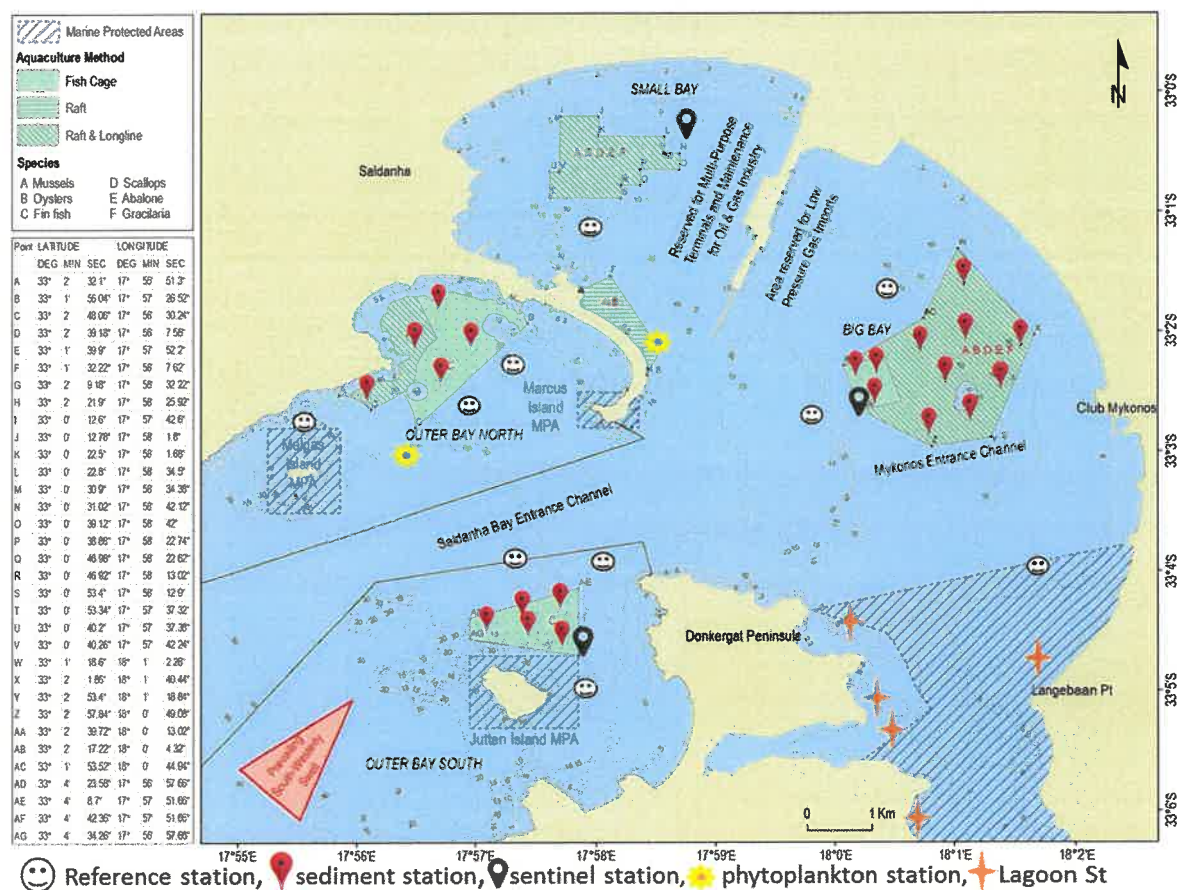 Marine Protected Areas
Aquaculture Method
Fish Cage
Raft
Raft & Longline
Species
A Mussels D Scallops
B Oysters E Abalone
C Fin fish F Gracilaria
Point LATITUDE LONGITUDE
DEG MIN SEC DEG MIN SEC
A 33° 2' 32.1" 17° 56' 51.3"
B 33° 1' 56.04" 17° 57' 26.52"
C 33° 2' 48.06" 17° 56' 30.24"
D 33° 2' 39.18" 17° 56' 7.56"
E 33° 1' 39.9" 17° 57' 52.2"
F 33° 1' 32.22" 17° 56' 7.62"
G 33° 2' 9.18" 17° 56' 32.22"
H 33° 2' 21.9" 17° 56' 25.92"
I 33° 0' 12.6" 17° 57' 42.6"
J 33° 0' 12.78" 17° 58' 1.8"
K 33° 0' 22.5" 17° 58' 1.68"
L 33° 0' 22.8" 17° 58' 34.5"
M 33° 0' 30.9" 17° 58' 34.38"
N 33° 0' 31.02" 17° 58' 42.12"
O 33° 0' 39.12" 17° 58' 42"
P 33° 0' 38.88" 17° 58' 22.74"
Q 33° 0' 46.98" 17° 58' 22.62"
R 33° 0' 46.92" 17° 58' 13.02"
S 33° 0' 53.4" 17° 58' 12.9"
T 33° 0' 53.34" 17° 57' 37.32"
U 33° 0' 40.2" 17° 57' 37.38"
V 33° 0' 40.26" 17° 57' 42.24"
W 33° 1' 18.6" 18° 1' 2.28"
X 33° 2' 1.86" 18° 1' 40.44"
Y 33° 2' 53.4" 18° 1' 18.84"
Z 33° 2' 57.84" 18° 0' 49.08"
AA 33° 2' 39.72" 18° 0' 13.02"
AB 33° 2' 17.22" 18° 0' 4.32"
AC 33° 1' 53.52" 18° 0' 44.94"
AD 33° 4' 23.58" 17° 56' 57.66"
AE 33° 4' 8.7" 17° 57' 51.66"
AF 33° 4' 42.36" 17° 57' 51.66"
AG 33° 4' 34.26" 17° 56' 57.66"
N
SMALL BAY
Saldanha
ABDEF
Reserved for Multi-Purpose
Terminals and Maintenance
for Oil & Gas Industry
Area reserved for Low
Pressure Gas Imports
AB
BIG BAY
ABDEF
Marcus
Island
MPA
Club Mykonos
OUTER BAY NORTH
Malgas
Island
MPA
Mykonos Entrance Channel
Saldanha Bay Entrance Channel
AE
AG
Donkergat Peninsule
Langebaan Pt
Jutten Island MPA
Prevailing
South-Westerly
Swell
OUTER BAY SOUTH
0 1 Km
33°0'S
33°1'S
33°2'S
33°3'S
33°4'S
33°5'S
33°6'S
17°55'E 17°56'E 17°57'E 17°58'E 17°59'E 18°0'E 18°1'E 18°2'E
Reference station, sediment station, sentinel station, phytoplankton station, Lagoon St